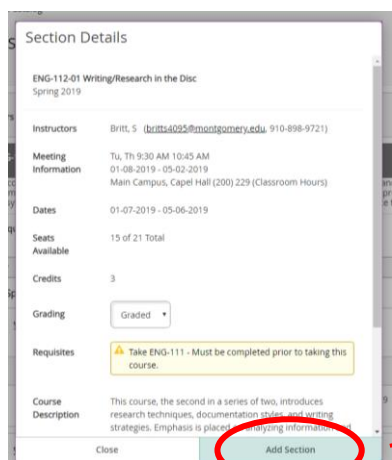 Section Details
ENG-112-01 Writing/Research in the Disc
Spring 2019
Instructors Britt, S (britts4095@montgomery.edu, 910-898-9721)
Meeting Information Tu, Th 9:30 AM 10:45 AM
01-08-2019 - 05-02-2019
Main Campus, Capel Hall (200) 229 (Classroom Hours)
Dates 01-07-2019 - 05-06-2019
Seats Available 15 of 21 Total
Credits 3
Grading Graded
Requisites Take ENG-111 - Must be completed prior to taking this
course.
Course Description This course, the second in a series of two, introduces
research techniques, documentation styles, and writing
strategies. Emphasis is placed on analyzing information and
Close Add Section